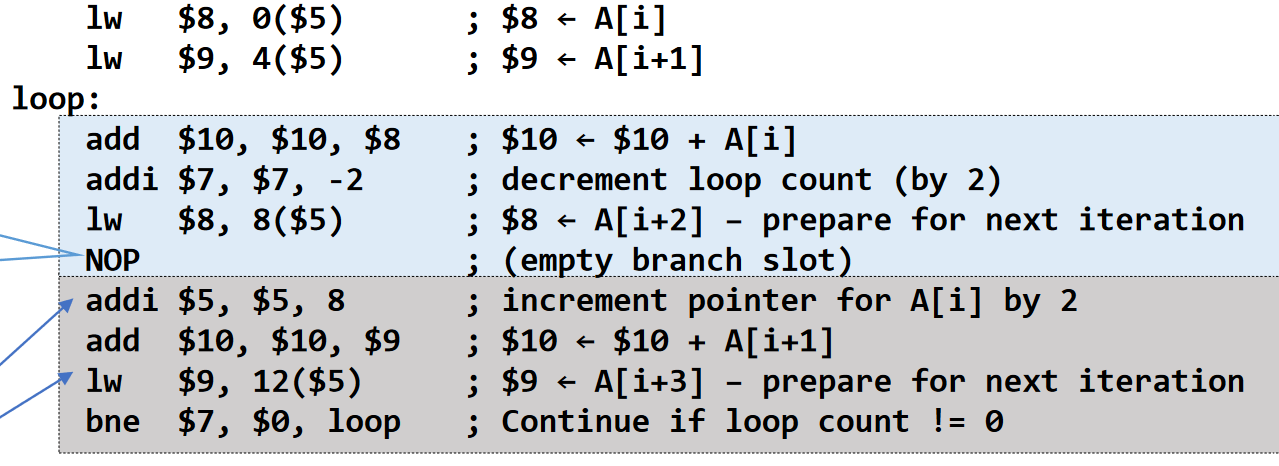 lw $8, 0($5) ; $8 ← A[i]
lw $9, 4($5) ; $9 ← A[i+1]
loop:
add $10, $10, $8 ; $10 ← $10 + A[i]
addi $7, $7, -2 ; decrement loop count (by 2)
lw $8, 8($5) ; $8 ← A[i+2] – prepare for next iteration
NOP ; (empty branch slot)
addi $5, $5, 8 ; increment pointer for A[i] by 2
add $10, $10, $9 ; $10 ← $10 + A[i+1]
lw $9, 12($5) ; $9 ← A[i+3] – prepare for next iteration
bne $7, $0, loop ; Continue if loop count != 0